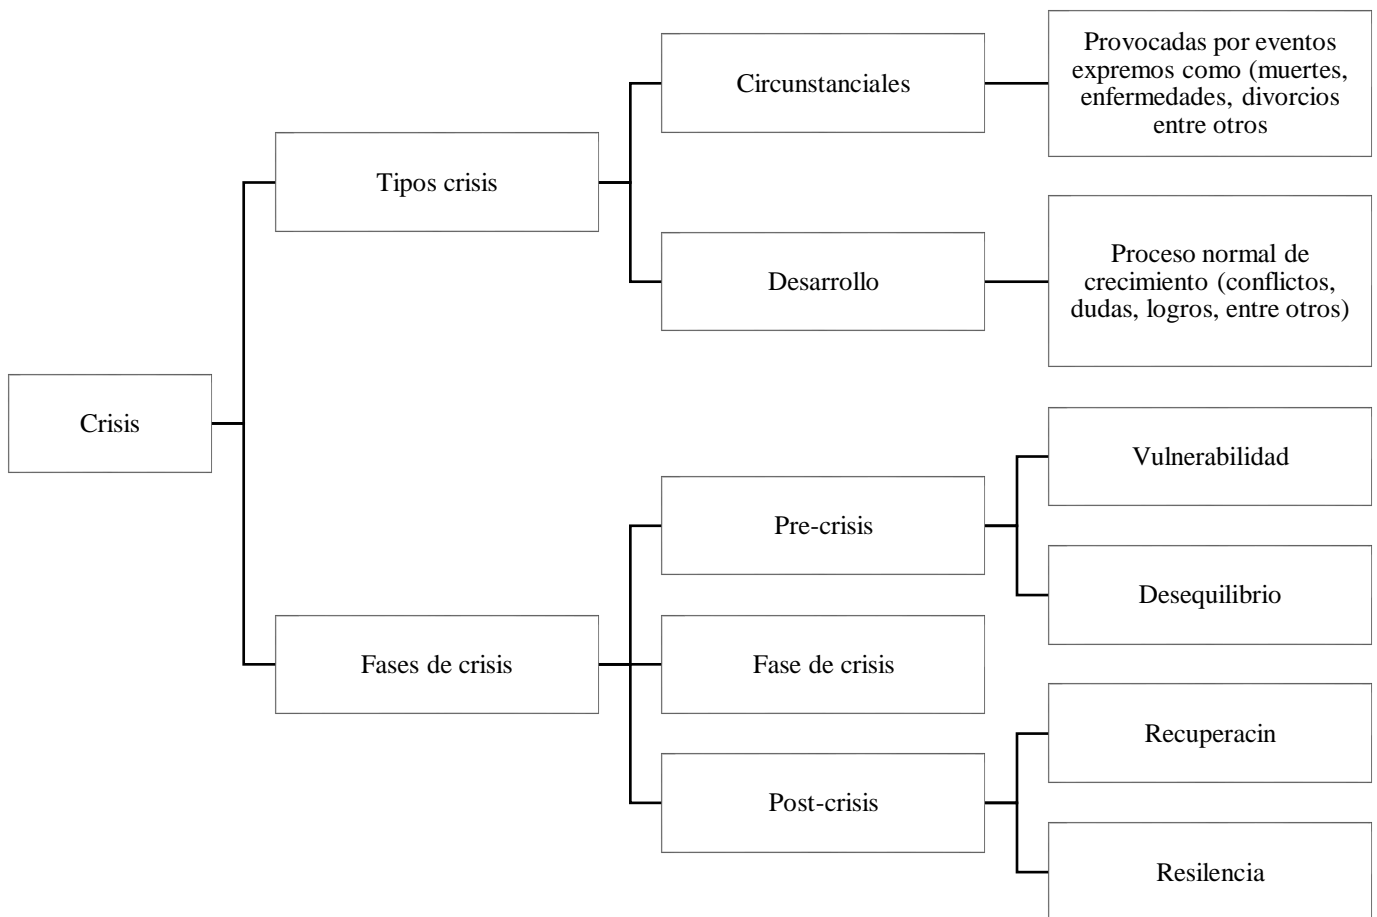 Crisis
Tipos crisis
Circunstanciales
Provocadas por eventos
expremos como (muertes,
enfermedades, divorcios
entre otros
Desarrollo
Proceso normal de
crecimiento (conflictos,
dudas, logros, entre otros)
Fases de crisis
Pre-crisis
Vulnerabilidad
Desequilibrio
Fase de crisis
Post-crisis
Recuperacin
Resilencia